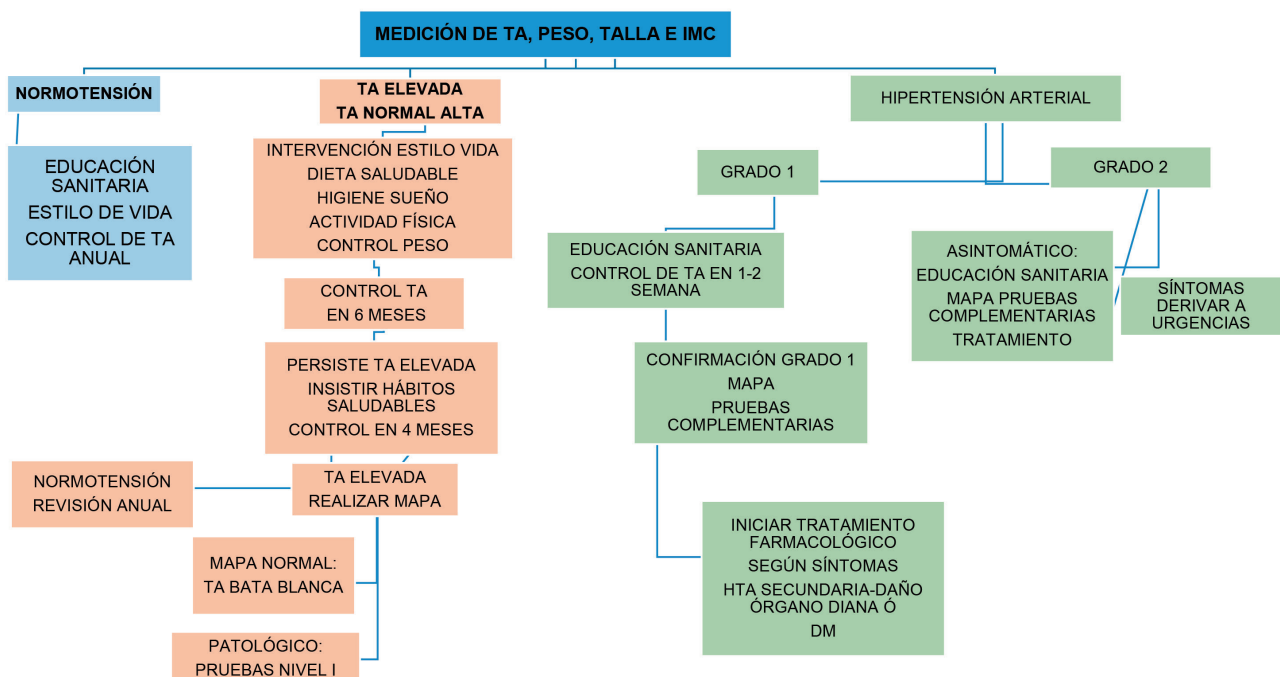 MEDICIÓN DE TA, PESO, TALLA E IMC
NORMOTENSIÓN
EDUCACIÓN
SANITARIA
ESTILO DE VIDA
CONTROL DE TA
ANUAL
TA ELEVADA
TA NORMAL ALTA
INTERVENCIÓN ESTILO VIDA
DIETA SALUDABLE
HIGIENE SUEÑO
ACTIVIDAD FÍSICA
CONTROL PESO
CONTROL TA
EN 6 MESES
PERSISTE TA ELEVADA
INSISTIR HÁBITOS
SALUDABLES
CONTROL EN 4 MESES
NORMOTENSIÓN
REVISIÓN ANUAL
TA ELEVADA
REALIZAR MAPA
MAPA NORMAL:
TA BATA BLANCA
PATOLÓGICO:
PRUEBAS NIVEL I
HIPERTENSIÓN ARTERIAL
GRADO 1
EDUCACIÓN SANITARIA
CONTROL DE TA EN 1-2
SEMANA
CONFIRMACIÓN GRADO 1
MAPA
PRUEBAS
COMPLEMENTARIAS
INICIAR TRATAMIENTO
FARMACOLÓGICO
SEGÚN SÍNTOMAS
HTA SECUNDARIA-DAÑO
ÓRGANO DIANA Ó
DM
GRADO 2
ASINTOMÁTICO:
EDUCACIÓN SANITARIA
MAPA PRUEBAS
COMPLEMENTARIAS
TRATAMIENTO
SÍNTOMAS
DERIVAR A
URGENCIAS